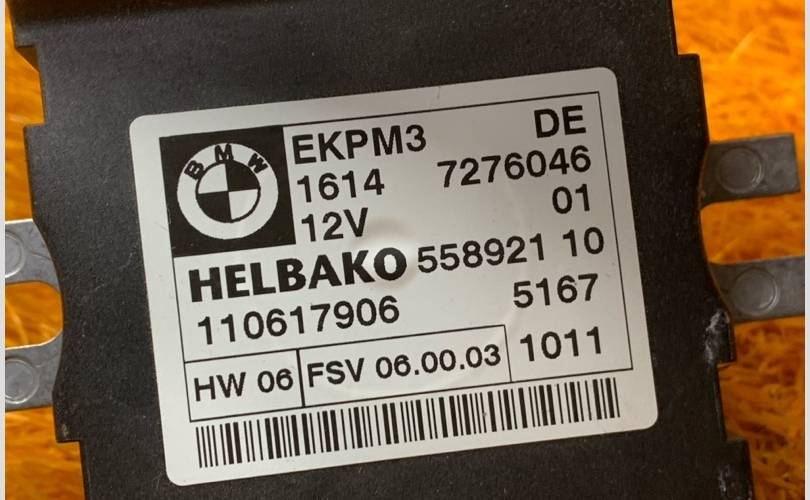 BMW
EKPM3 DE
1614 7276046
12V 01
HELBAKO 558921 10
110617906 5167
HW 06 FSV 06.00.03 1011